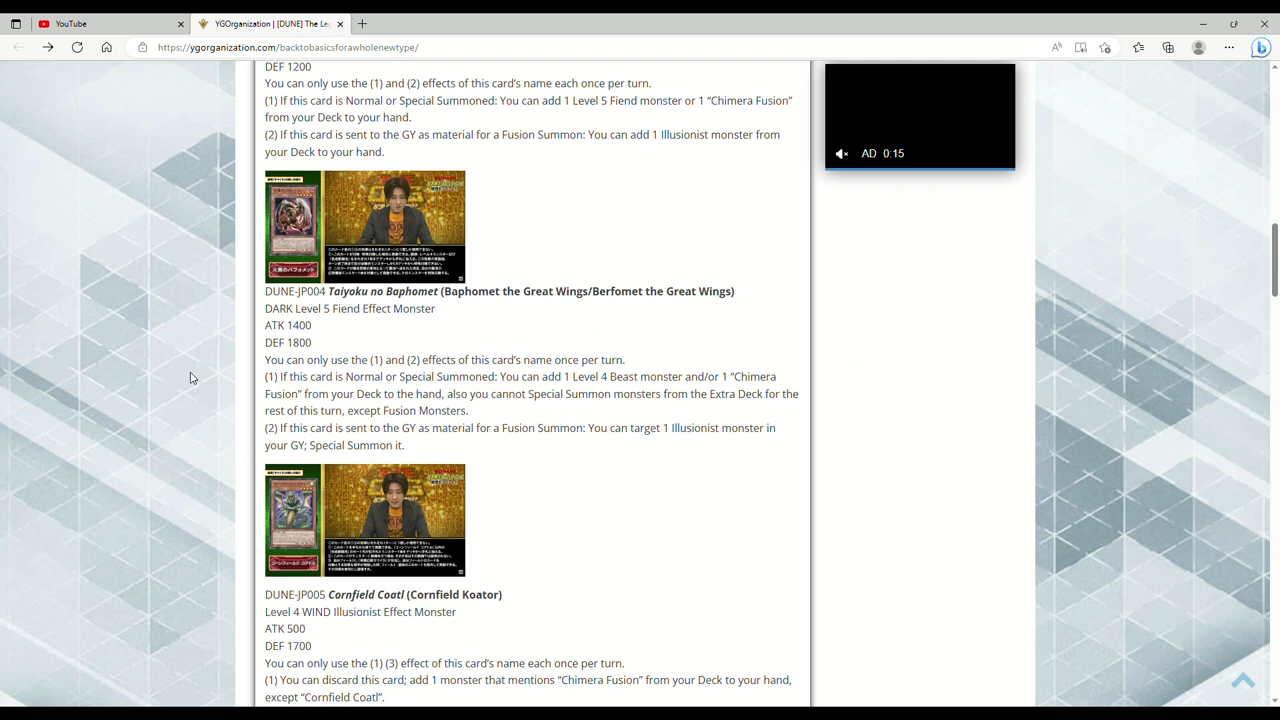 YouTube
YGOrganization | [DUNE] The Le
https://ygorganization.com/backtobasicsforawholenewtype/
DEF 1200
You can only use the (1) and (2) effects of this card's name each once per turn.
(1) If this card is Normal or Special Summoned: You can add 1 Level 5 Fiend monster or 1 “Chimera Fusion”
from your Deck to your hand.
(2) If this card is sent to the GY as material for a Fusion Summon: You can add 1 Illusionist monster from
your Deck to your hand.
AD 0:15
DUNE-JP004 Taiyoku no Baphomet (Baphomet the Great Wings/Berfomet the Great Wings)
DARK Level 5 Fiend Effect Monster
ATK 1400
DEF 1800
You can only use the (1) and (2) effects of this card's name once per turn.
(1) If this card is Normal or Special Summoned: You can add 1 Level 4 Beast monster and/or 1 “Chimera
Fusion” from your Deck to the hand, also you cannot Special Summon monsters from the Extra Deck for the
rest of this turn, except Fusion Monsters.
(2) If this card is sent to the GY as material for a Fusion Summon: You can target 1 Illusionist monster in
your GY; Special Summon it.
コーンフィールド コアトル
DUNE-JP005 Cornfield Coatl (Cornfield Koator)
Level 4 WIND Illusionist Effect Monster
ATK 500
DEF 1700
You can only use the (1) (3) effect of this card's name each once per turn.
(1) You can discard this card; add 1 monster that mentions “Chimera Fusion” from your Deck to your hand,
except “Cornfield Coatl”.